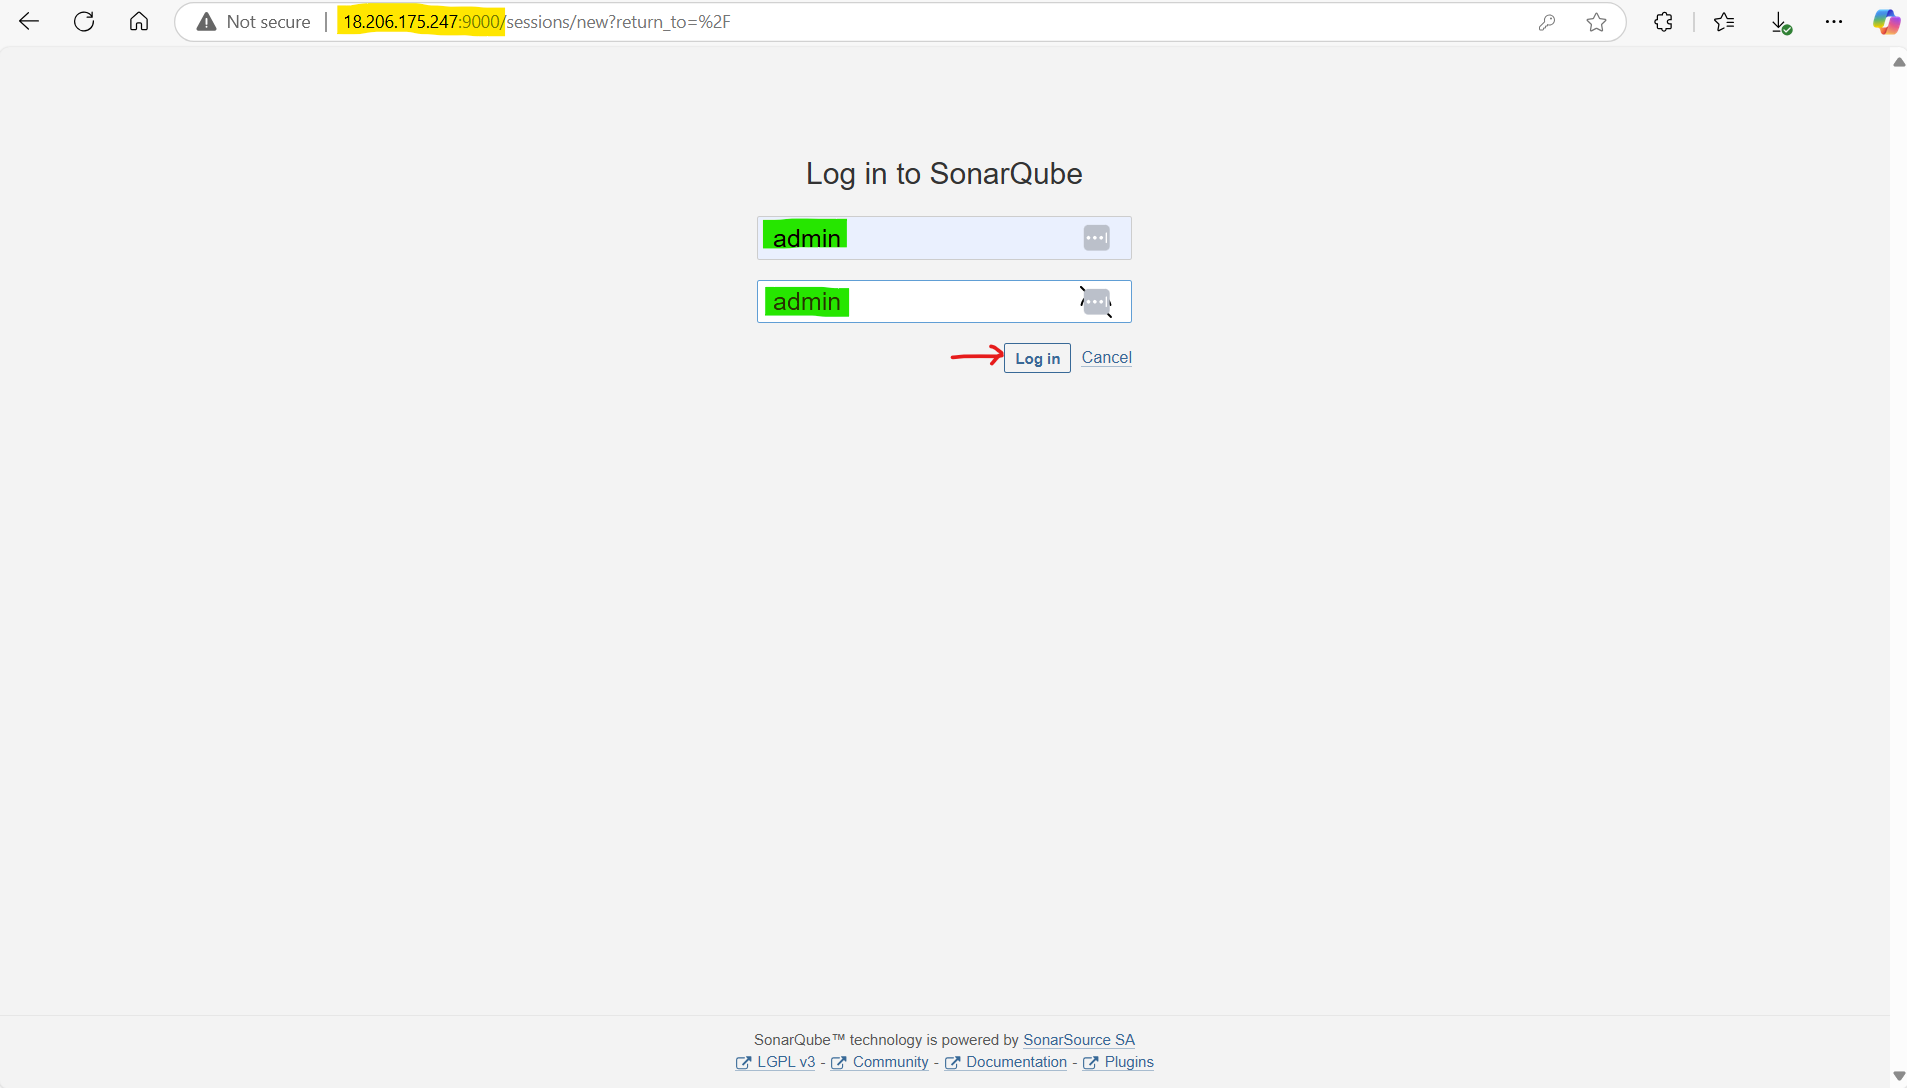 Not secure | 18.206.175.247:9000/sessions/new?return_to=%2F
Log in to SonarQube
admin
admin
Log in Cancel
SonarQube™ technology is powered by SonarSource SA
LGPL v3 - Community - Documentation - Plugins